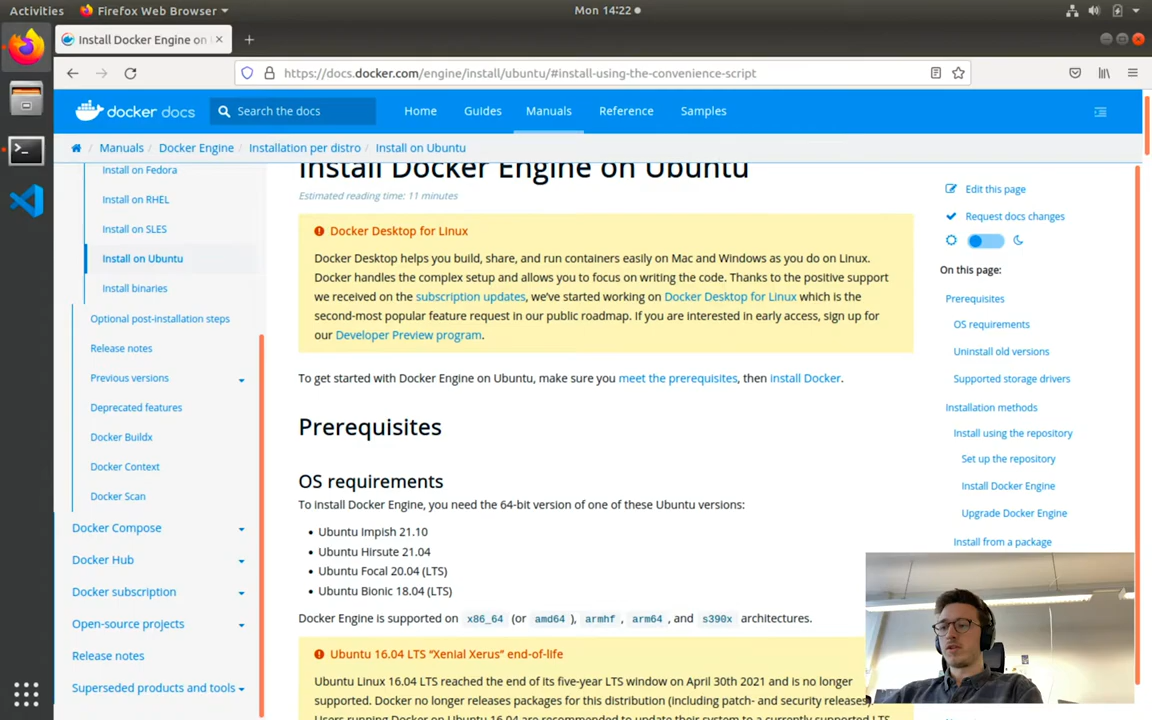 Activities
Firefox Web Browser
Mon 14:22
Install Docker Engine on
https://docs.docker.com/engine/install/ubuntu/#install-using-the-convenience-script
docker docs
Search the docs
Home
Guides
Manuals
Reference
Samples
Manuals / Docker Engine / Installation per distro / Install on Ubuntu
Install on Fedora
Install on RHEL
Install on SLES
Install on Ubuntu
Install binaries
Optional post-installation steps
Release notes
Previous versions
Deprecated features
Docker Buildx
Docker Context
Docker Scan
Docker Compose
Docker Hub
Docker subscription
Open-source projects
Release notes
Superseded products and tools
Install Docker Engine on Ubuntu
Estimated reading time: 11 minutes
Docker Desktop for Linux
Docker Desktop helps you build, share, and run containers easily on Mac and Windows as you do on Linux.
Docker handles the complex setup and allows you to focus on writing the code. Thanks to the positive support
we received on the subscription updates, we've started working on Docker Desktop for Linux which is the
second-most popular feature request in our public roadmap. If you are interested in early access, sign up for
our Developer Preview program.
To get started with Docker Engine on Ubuntu, make sure you meet the prerequisites, then install Docker.
Prerequisites
OS requirements
To install Docker Engine, you need the 64-bit version of one of these Ubuntu versions:
• Ubuntu Impish 21.10
• Ubuntu Hirsute 21.04
• Ubuntu Focal 20.04 (LTS)
• Ubuntu Bionic 18.04 (LTS)
Docker Engine is supported on x86_64 (or amd64), armhf, arm64, and s390x architectures.
Ubuntu 16.04 LTS "Xenial Xerus" end-of-life
Ubuntu Linux 16.04 LTS reached the end of its five-year LTS window on April 30th 2021 and is no longer
supported. Docker no longer releases packages for this distribution (including patch- and security releases).
Users running Docker on Ubuntu 16.04 are recommended to update their system to a currently supported LTS
Edit this page
Request docs changes
On this page:
Prerequisites
OS requirements
Uninstall old versions
Supported storage drivers
Installation methods
Install using the repository
Set up the repository
Install Docker Engine
Upgrade Docker Engine
Install from a package